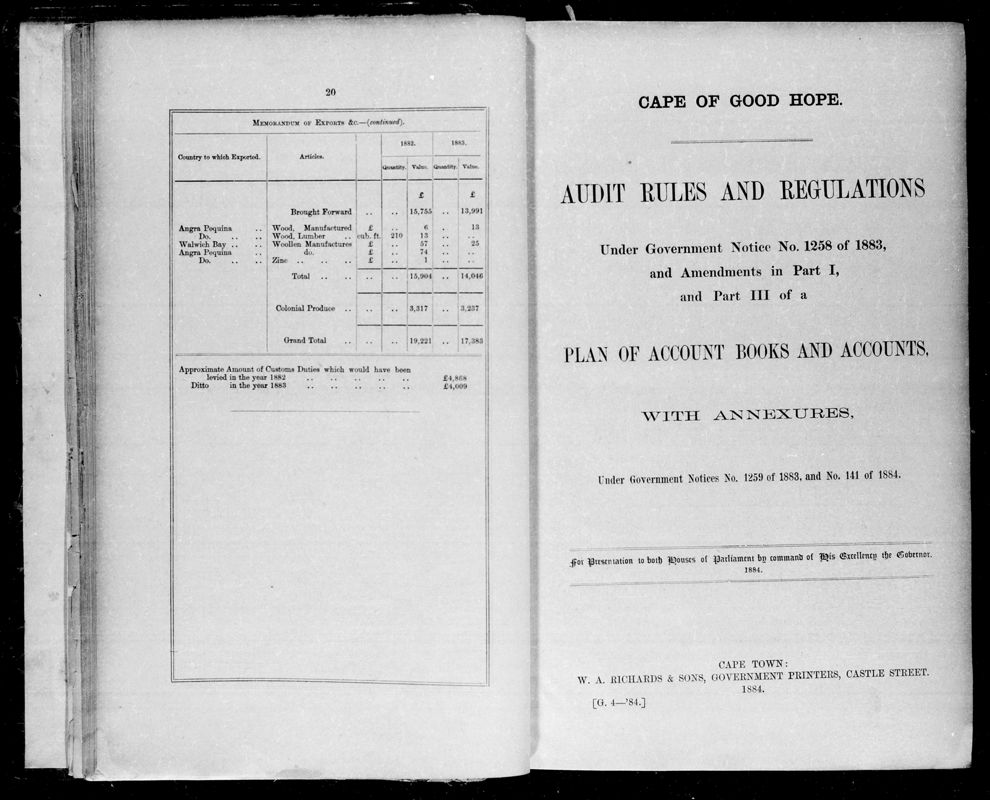 20
MEMORANDUM OF EXPORTS &c.—(continued).
Country to which Exported. Articles. 1882. 1883.
Quantity. Value. Quantity. Value.
£ £
Brought Forward .. .. 15,755 .. 13,991
Angra Pequina .. Wood, Manufactured £ .. 6 . 13
Do. .. .. Wood, Lumber .. cub. ft. 210 13 .. ..
Walwich Bay .. .. Woollen Manufactures £ .. 57 .. 25
Angra Pequina .. do. £ .. 74 .. ..
Do. .. .. Zinc .. .. .. £ .. 1 .. ..
Total .. .. .. .. 15,904 .. 14,046
Colonial Produce .. .. .. 3,317 .. 3,237
Grand Total .. .. .. 19,221 .. 17,383
Approximate Amount of Customs Duties which would have been
levied in the year 1882 .. .. .. .. .. £4,868
Ditto in the year 1883 .. .. .. .. .. £4,009
CAPE OF GOOD HOPE.
AUDIT RULES AND REGULATIONS
Under Government Notice No. 1258 of 1883,
and Amendments in Part I,
and Part III of a
PLAN OF ACCOUNT BOOKS AND ACCOUNTS,
WITH ANNEXURES,
Under Government Notices No. 1259 of 1883, and No. 141 of 1884.
For Presentation to both Houses of Parliament by command of His Excellency the Governor.
1884.
CAPE TOWN:
W. A. RICHARDS & SONS, GOVERNMENT PRINTERS, CASTLE STREET.
1884.
[G. 4—'84.]